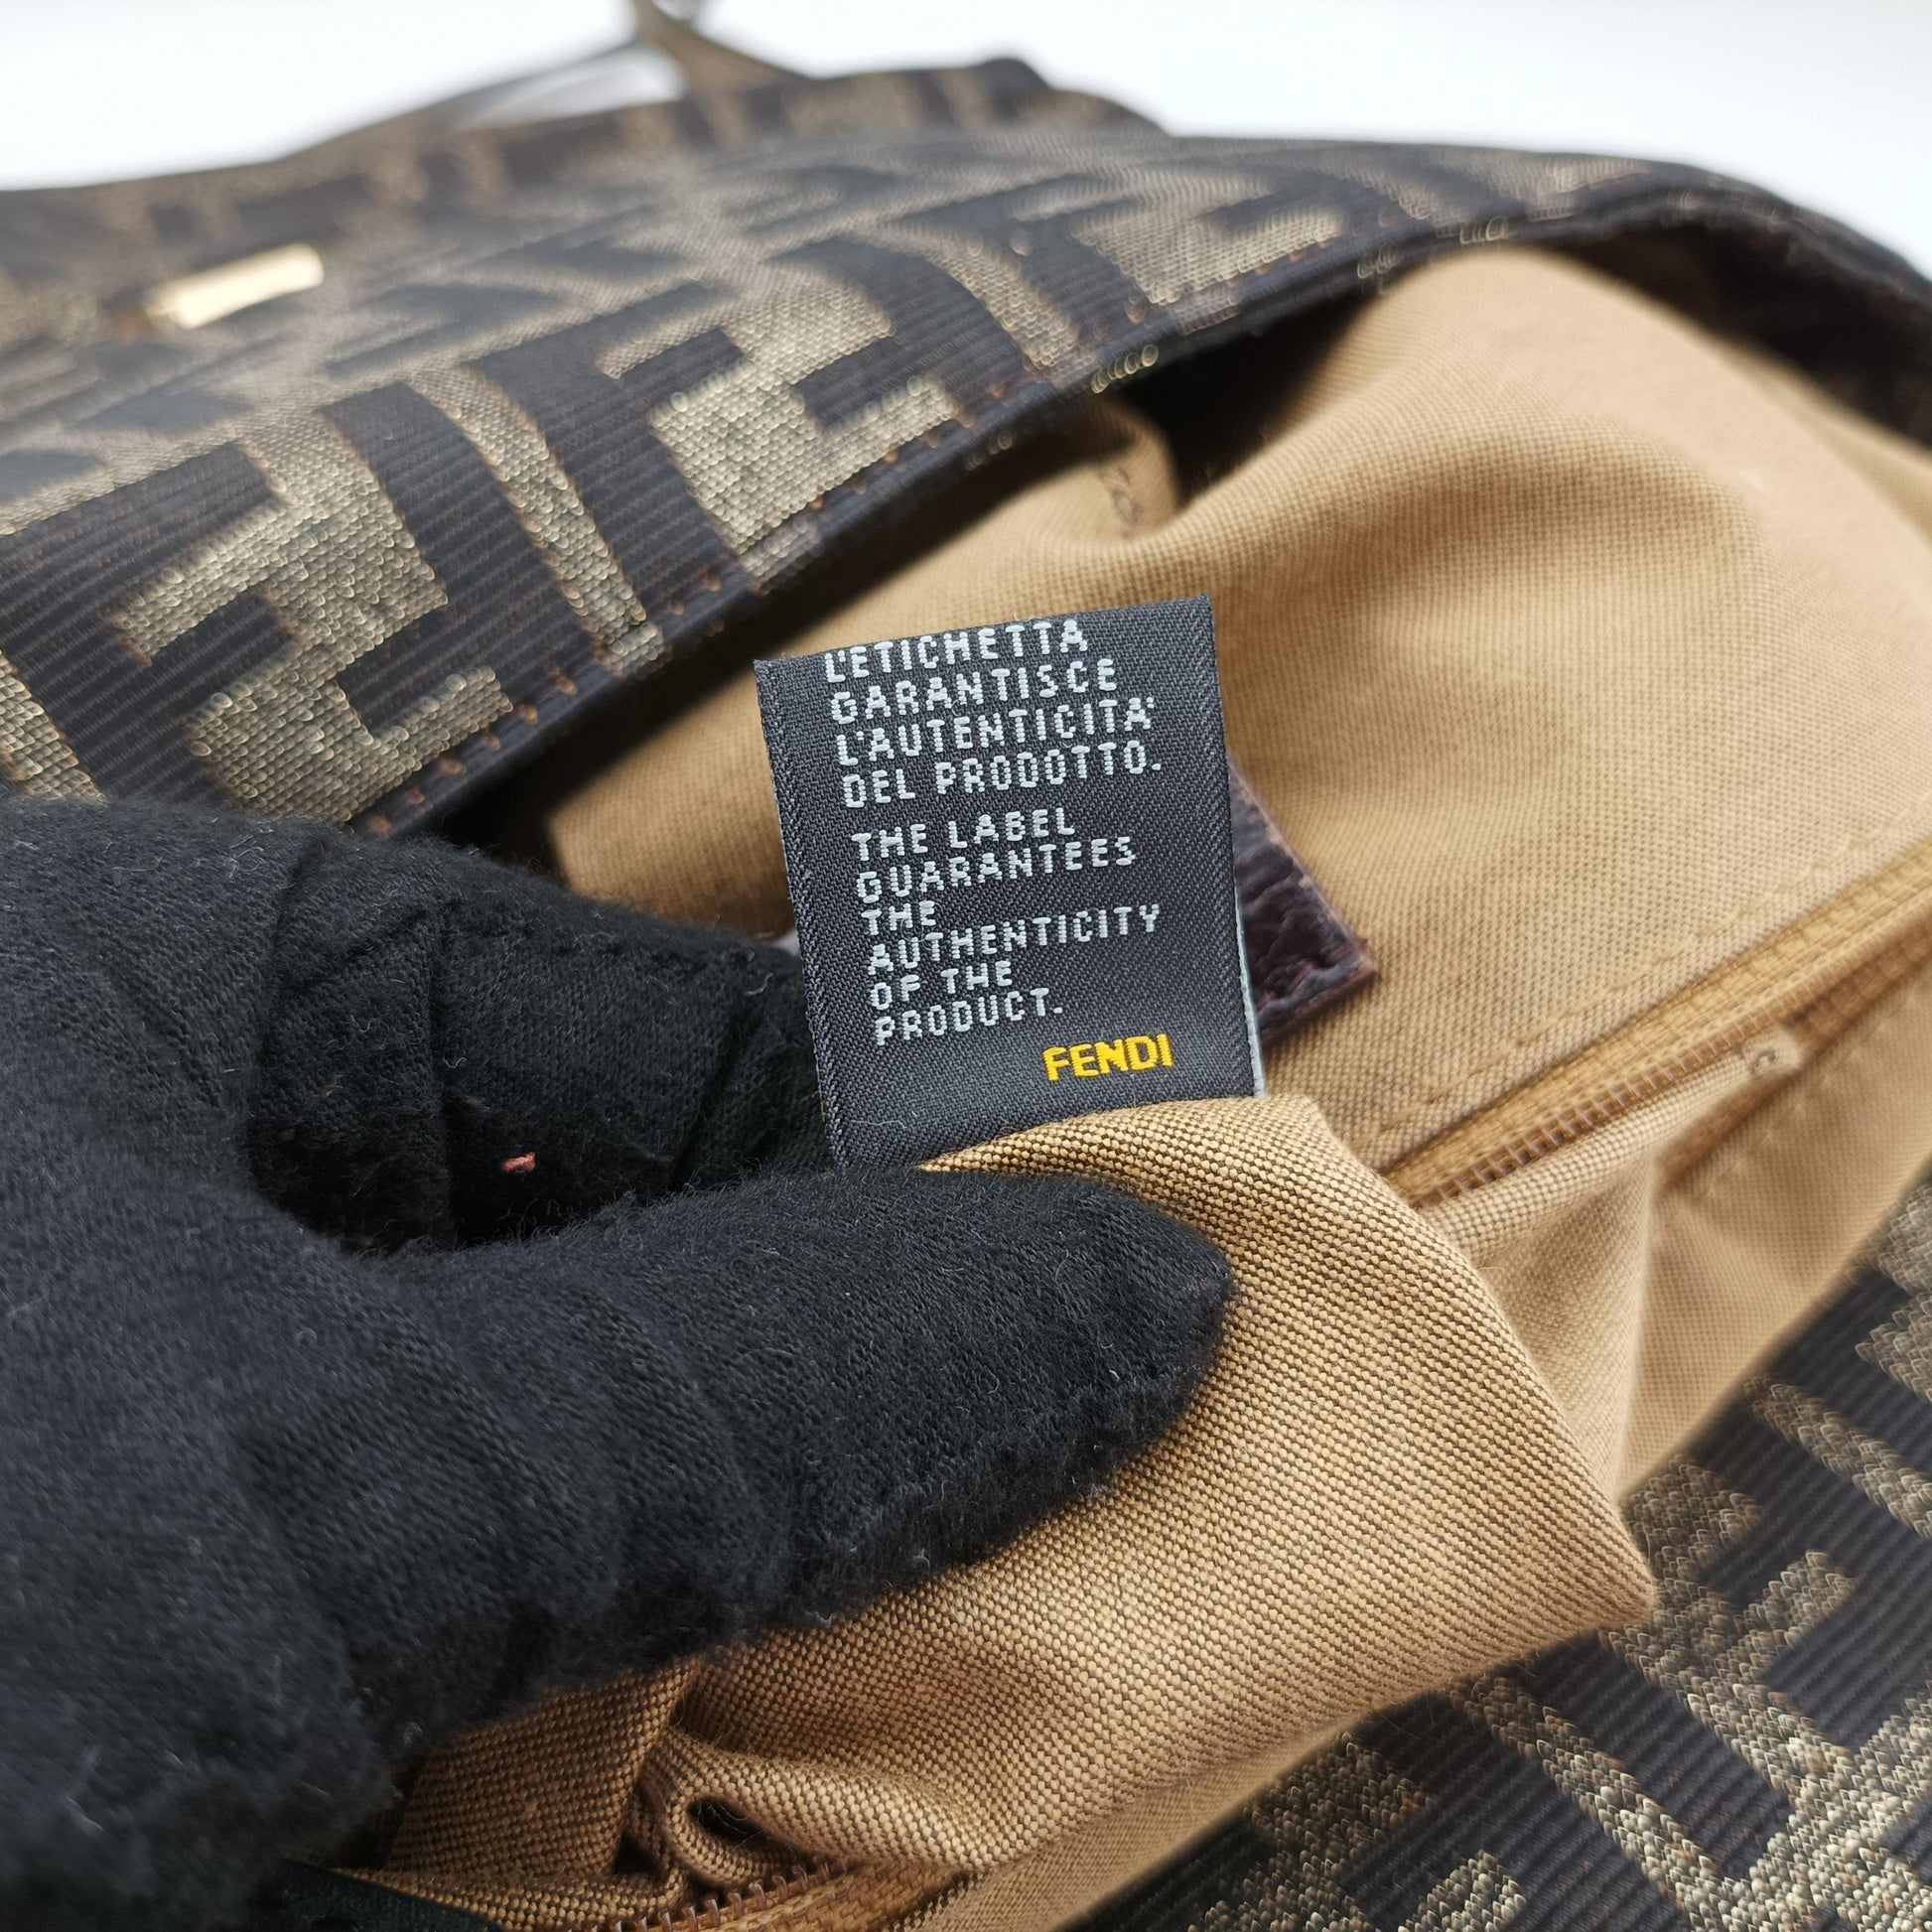 L'ETICHETTA
GARANTISCE
L'AUTENTICITA'
DEL PRODOTTO.
THE LABEL
GUARANTEES
THE
AUTHENTICITY
OF THE
PRODUCT.
FENDI